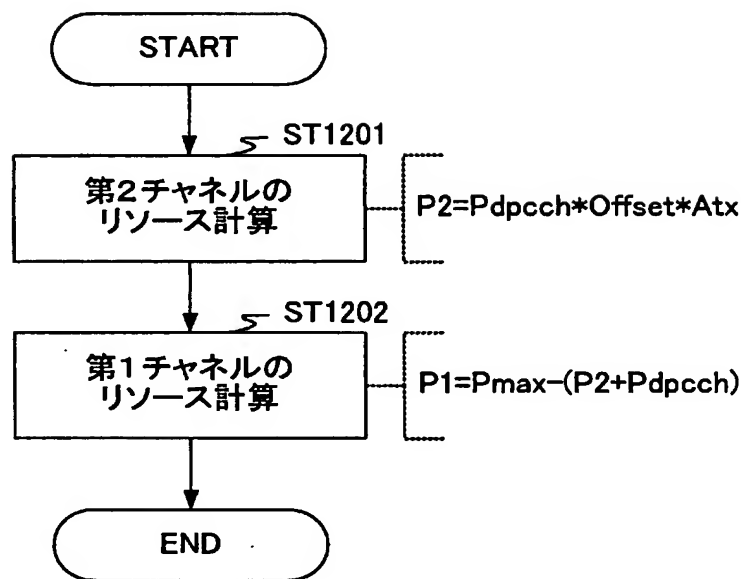 START
ST1201
第2チャネルの
リソース計算
P2=Pdpcch*Offset*Atx
ST1202
第1チャネルの
リソース計算
P1=Pmax-(P2+Pdpcch)
END